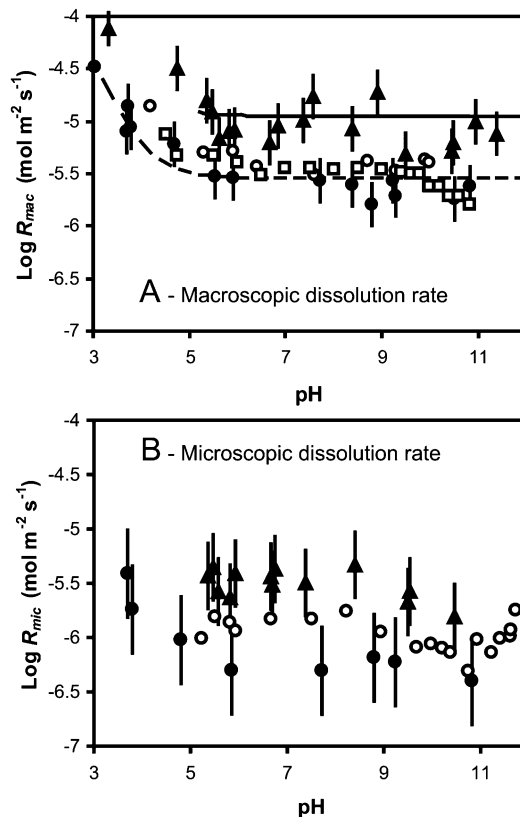 -4
-4.5
-5
-5.5
-6
-6.5
-7
Log Rmac (mol m⁻² s⁻¹)
A - Macroscopic dissolution rate
3 5 7 9 11
pH
-4
-4.5
-5
-5.5
-6
-6.5
-7
Log Rmic (mol m⁻² s⁻¹)
B - Microscopic dissolution rate
3 5 7 9 11
pH